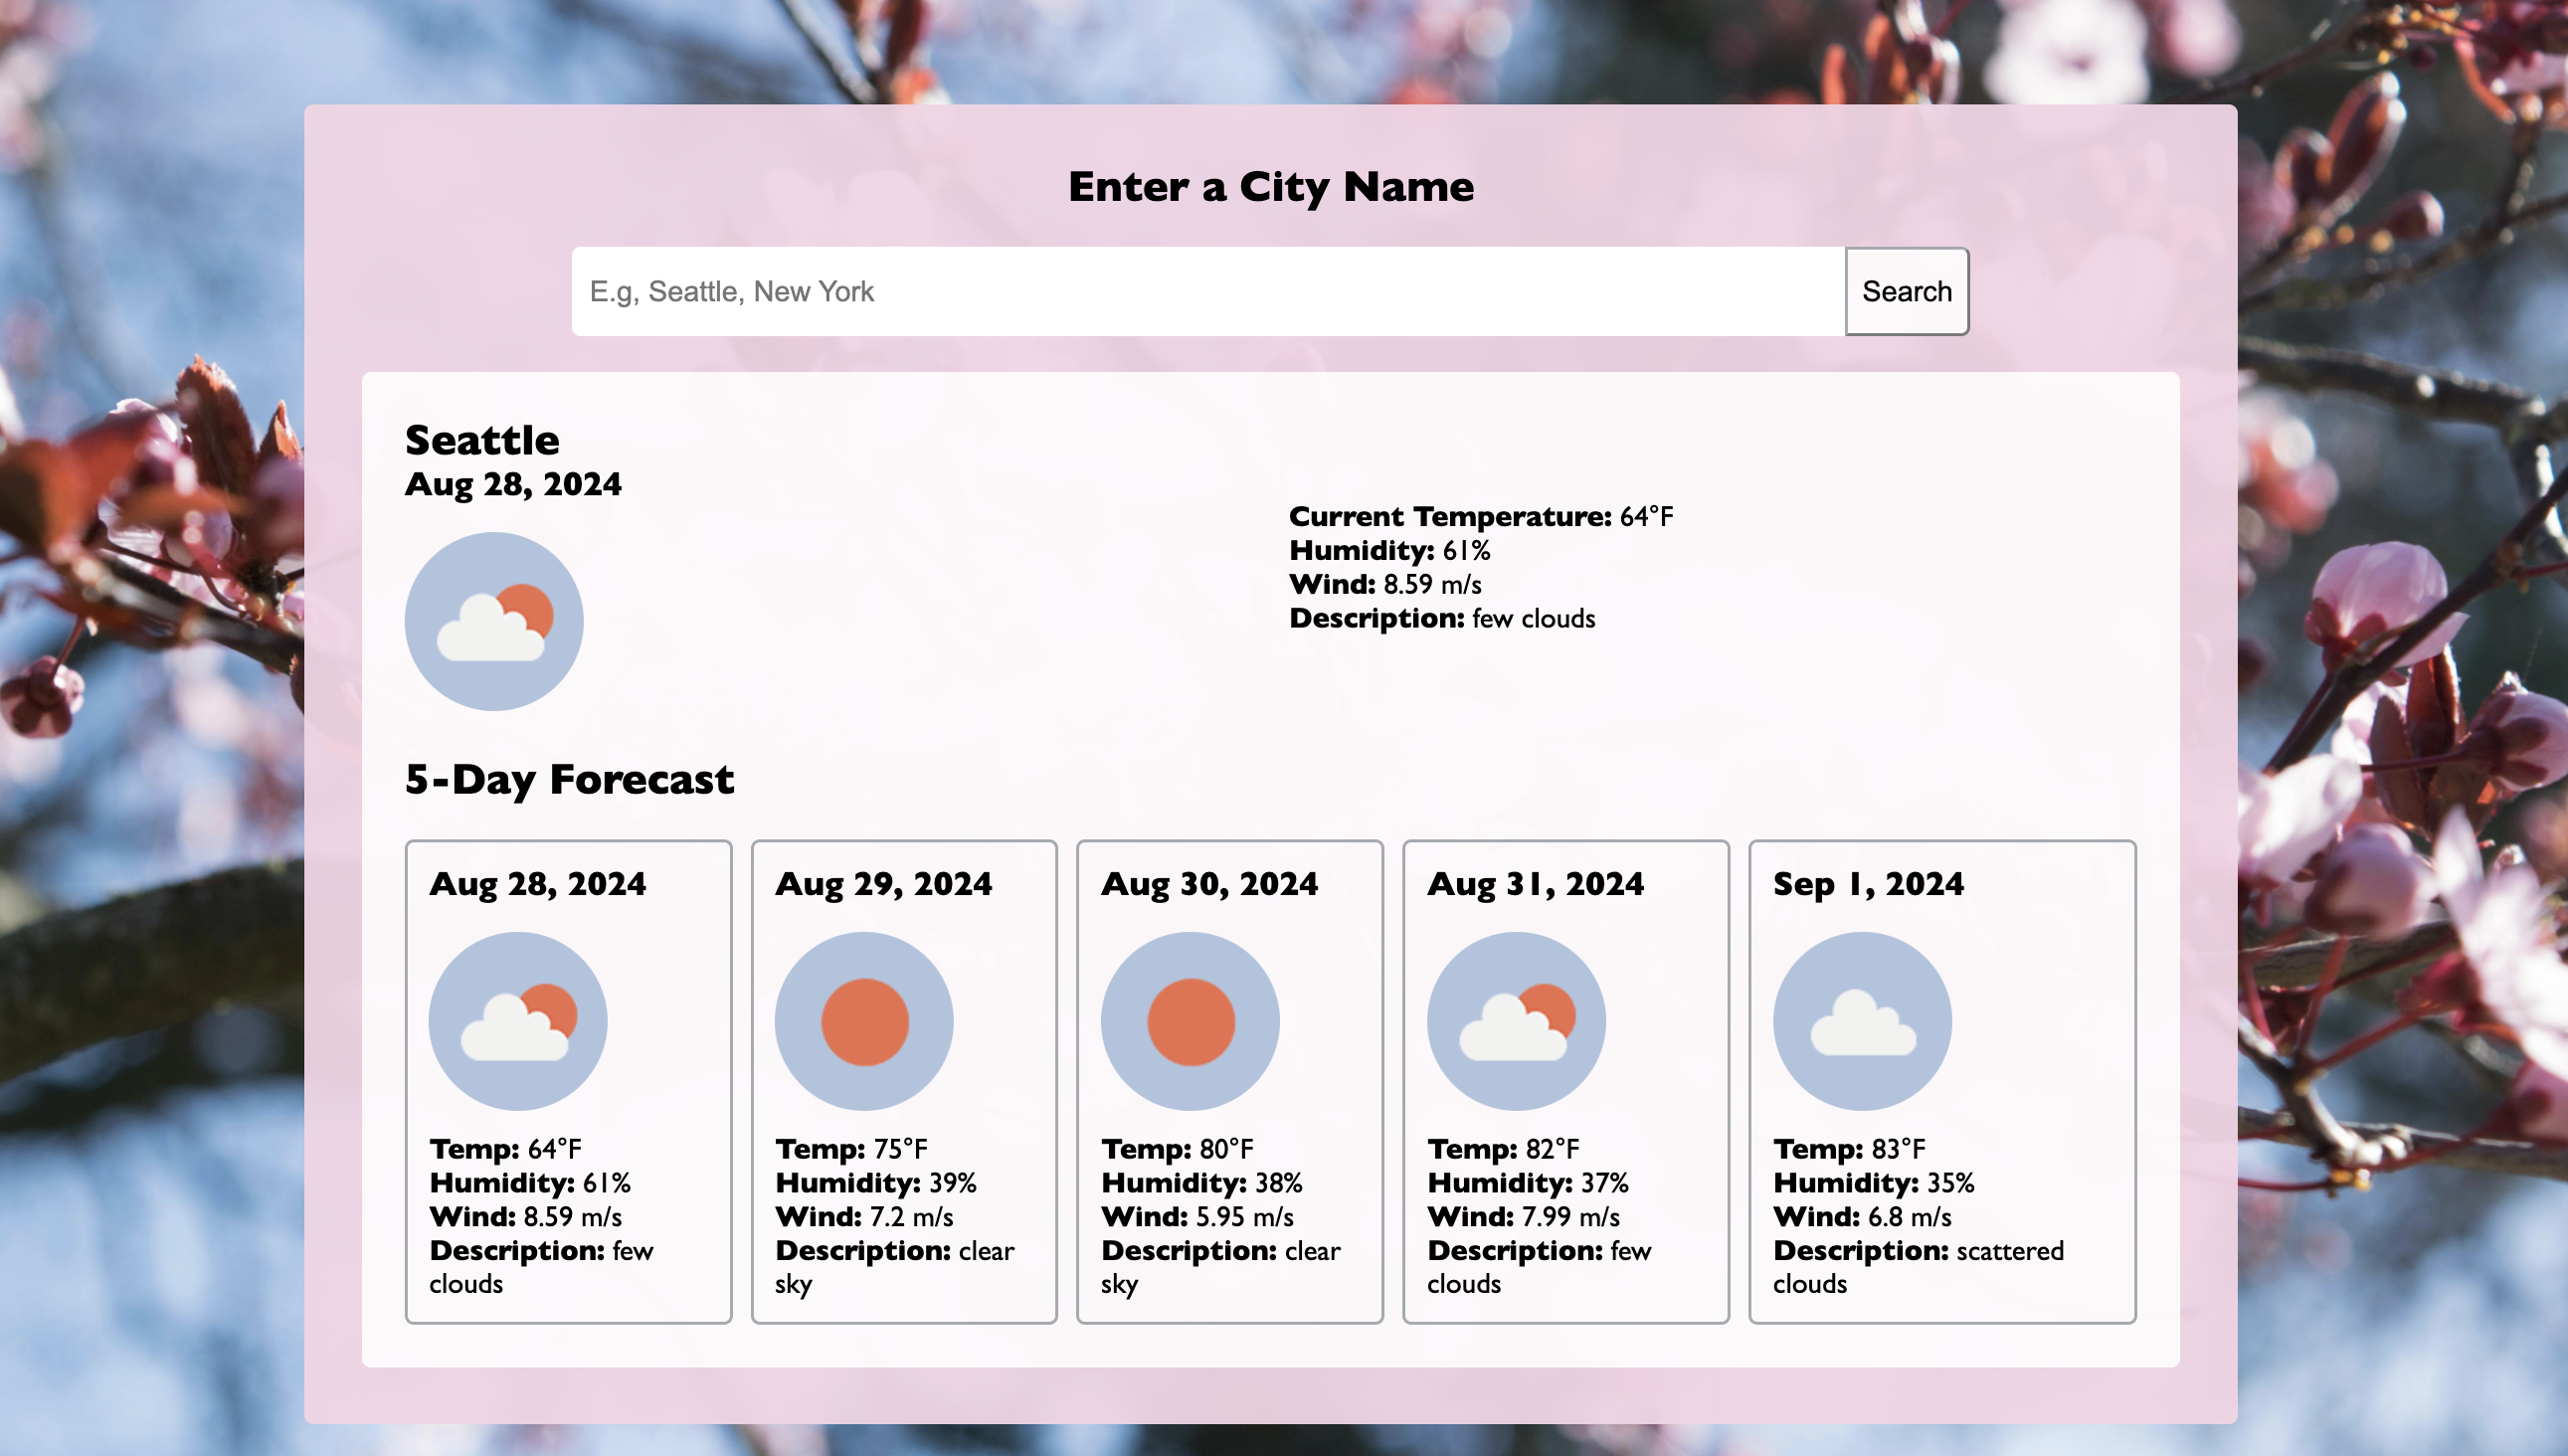 Enter a City Name
E.g, Seattle, New York
Search
Seattle
Aug 28, 2024
Current Temperature: 64°F
Humidity: 61%
Wind: 8.59 m/s
Description: few clouds
5-Day Forecast
Aug 28, 2024
Temp: 64°F
Humidity: 61%
Wind: 8.59 m/s
Description: few
clouds
Aug 29, 2024
Temp: 75°F
Humidity: 39%
Wind: 7.2 m/s
Description: clear
sky
Aug 30, 2024
Temp: 80°F
Humidity: 38%
Wind: 5.95 m/s
Description: clear
sky
Aug 31, 2024
Temp: 82°F
Humidity: 37%
Wind: 7.99 m/s
Description: few
clouds
Sep 1, 2024
Temp: 83°F
Humidity: 35%
Wind: 6.8 m/s
Description: scattered
clouds